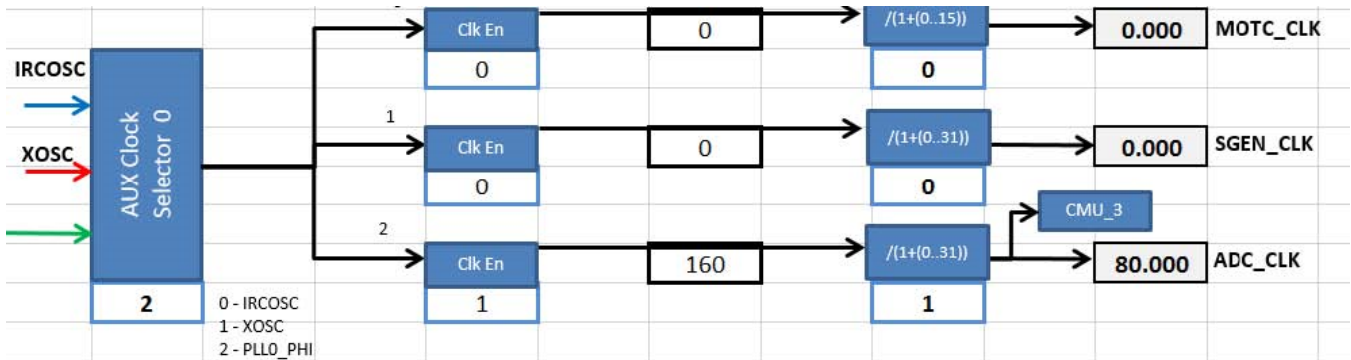 Clk En
0
/(1+(0..15))
0.000
MOTC_CLK
0
0
IRCOSC
XOSC
AUX Clock
Selector 0
1
Clk En
0
/(1+(0..31))
0.000
SGEN_CLK
0
0
CMU_3
2
Clk En
160
/(1+(0..31))
80.000
ADC_CLK
2
1
1
0 - IRCOSC
1 - XOSC
2 - PLL0_PHI